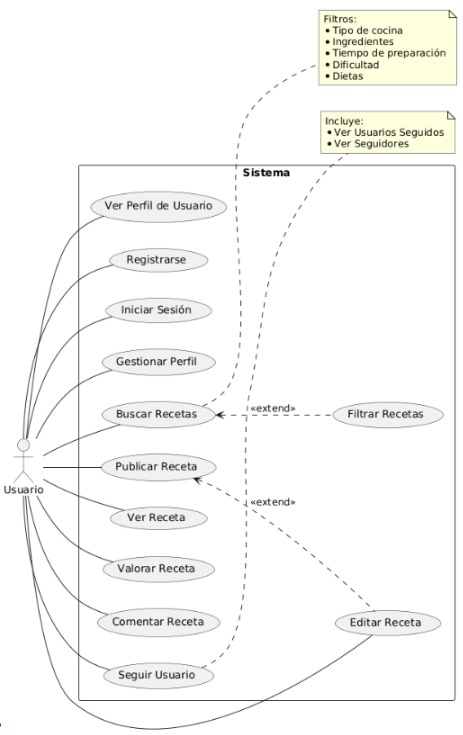 Filtros:
• Tipo de cocina
• Ingredientes
• Tiempo de preparación
• Dificultad
• Dietas
Incluye:
• Ver Usuarios Seguidos
• Ver Seguidores
Sistema
Ver Perfil de Usuario
Registrarse
Iniciar Sesión
Gestionar Perfil
Buscar Recetas
«extend»
Filtrar Recetas
Publicar Receta
Usuario
«extend»
Ver Receta
Valorar Receta
Comentar Receta
Editar Receta
Seguir Usuario